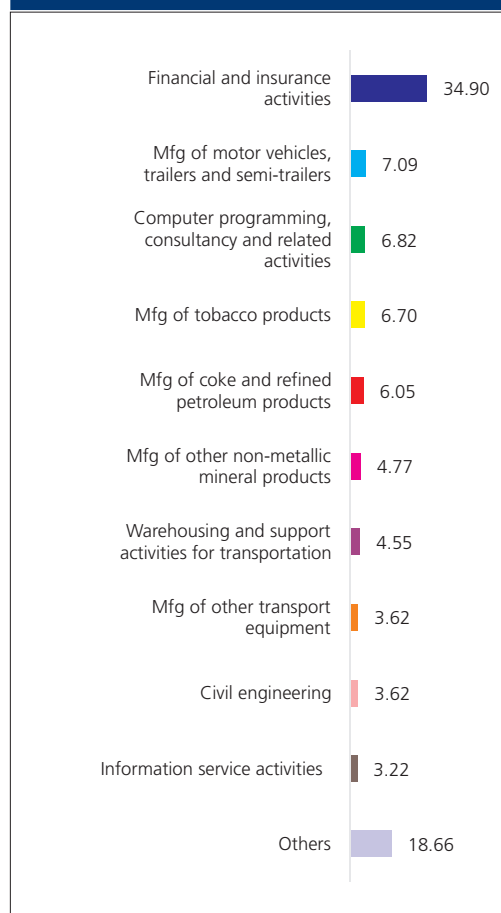 Financial and insurance
activities
34.90
Mfg of motor vehicles,
trailers and semi-trailers
7.09
Computer programming,
consultancy and related
activities
6.82
Mfg of tobacco products
6.70
Mfg of coke and refined
petroleum products
6.05
Mfg of other non-metallic
mineral products
4.77
Warehousing and support
activities for transportation
4.55
Mfg of other transport
equipment
3.62
Civil engineering
3.62
Information service activities
3.22
Others
18.66